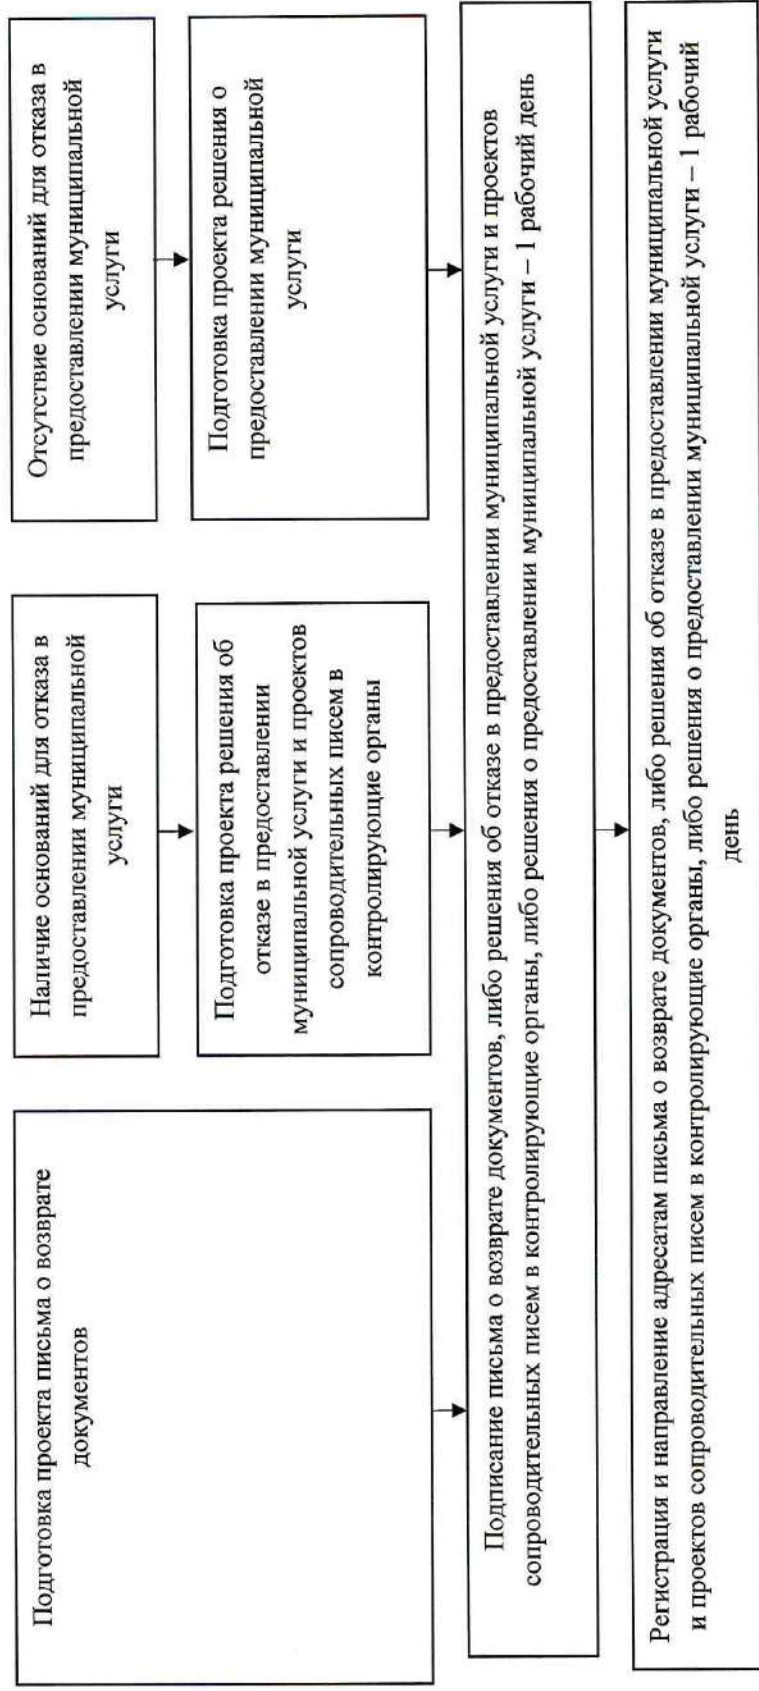 Подготовка проекта письма о возврате
документов
Наличие оснований для отказа в
предоставлении муниципальной
услуги
Отсутствие оснований для отказа в
предоставлении муниципальной
услуги
Подготовка проекта решения об
отказе в предоставлении
муниципальной услуги и проектов
сопроводительных писем в
контролирующие органы
Подготовка проекта решения о
предоставлении муниципальной
услуги
Подписание письма о возврате документов, либо решения об отказе в предоставлении муниципальной услуги и проектов
сопроводительных писем в контролирующие органы, либо решения о предоставлении муниципальной услуги – 1 рабочий день
Регистрация и направление адресатам письма о возврате документов, либо решения об отказе в предоставлении муниципальной услуги
и проектов сопроводительных писем в контролирующие органы, либо решения о предоставлении муниципальной услуги – 1 рабочий
день